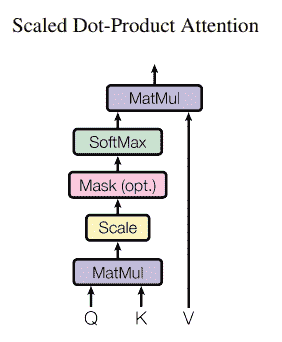 Scaled Dot-Product Attention
MatMul
SoftMax
Mask (opt.)
Scale
MatMul
Q K V